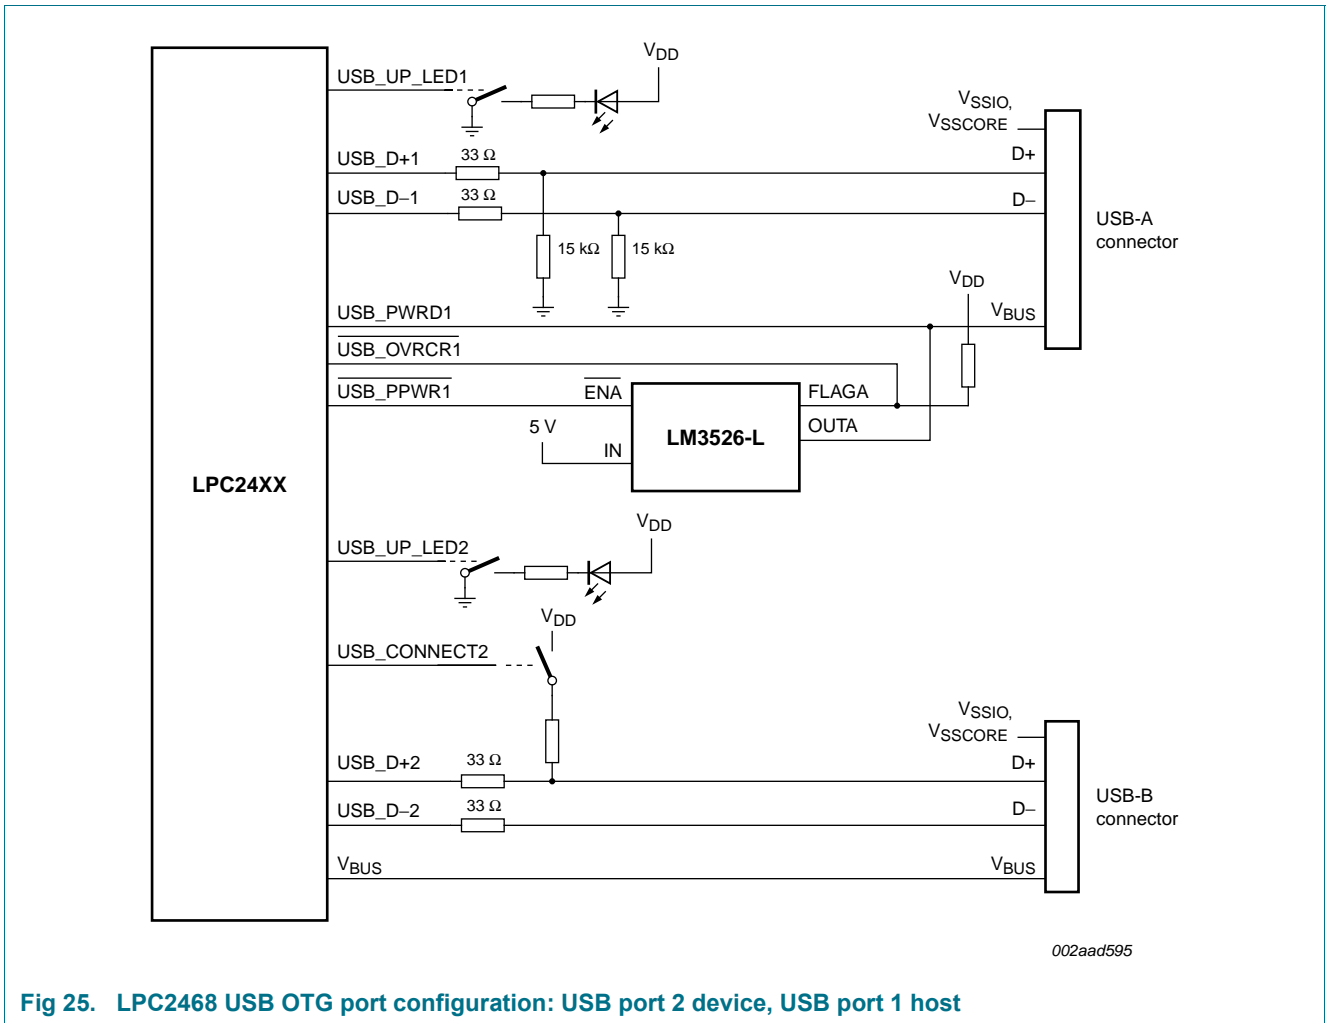 VDD
USB_UP_LED1
VSSIO,
VSSCORE
USB_D+1
33 Ω
D+
USB_D−1
33 Ω
D−
USB-A
connector
15 kΩ
15 kΩ
VDD
USB_PWRD1
VBUS
USB_OVRCR1
USB_PPWR1
ENA
FLAGA
5 V
IN
LM3526-L
OUTA
LPC24XX
VDD
USB_UP_LED2
VDD
USB_CONNECT2
VSSIO,
VSSCORE
USB_D+2
33 Ω
D+
USB_D−2
33 Ω
D−
USB-B
connector
VBUS
VBUS
002aad595
Fig 25. LPC2468 USB OTG port configuration: USB port 2 device, USB port 1 host